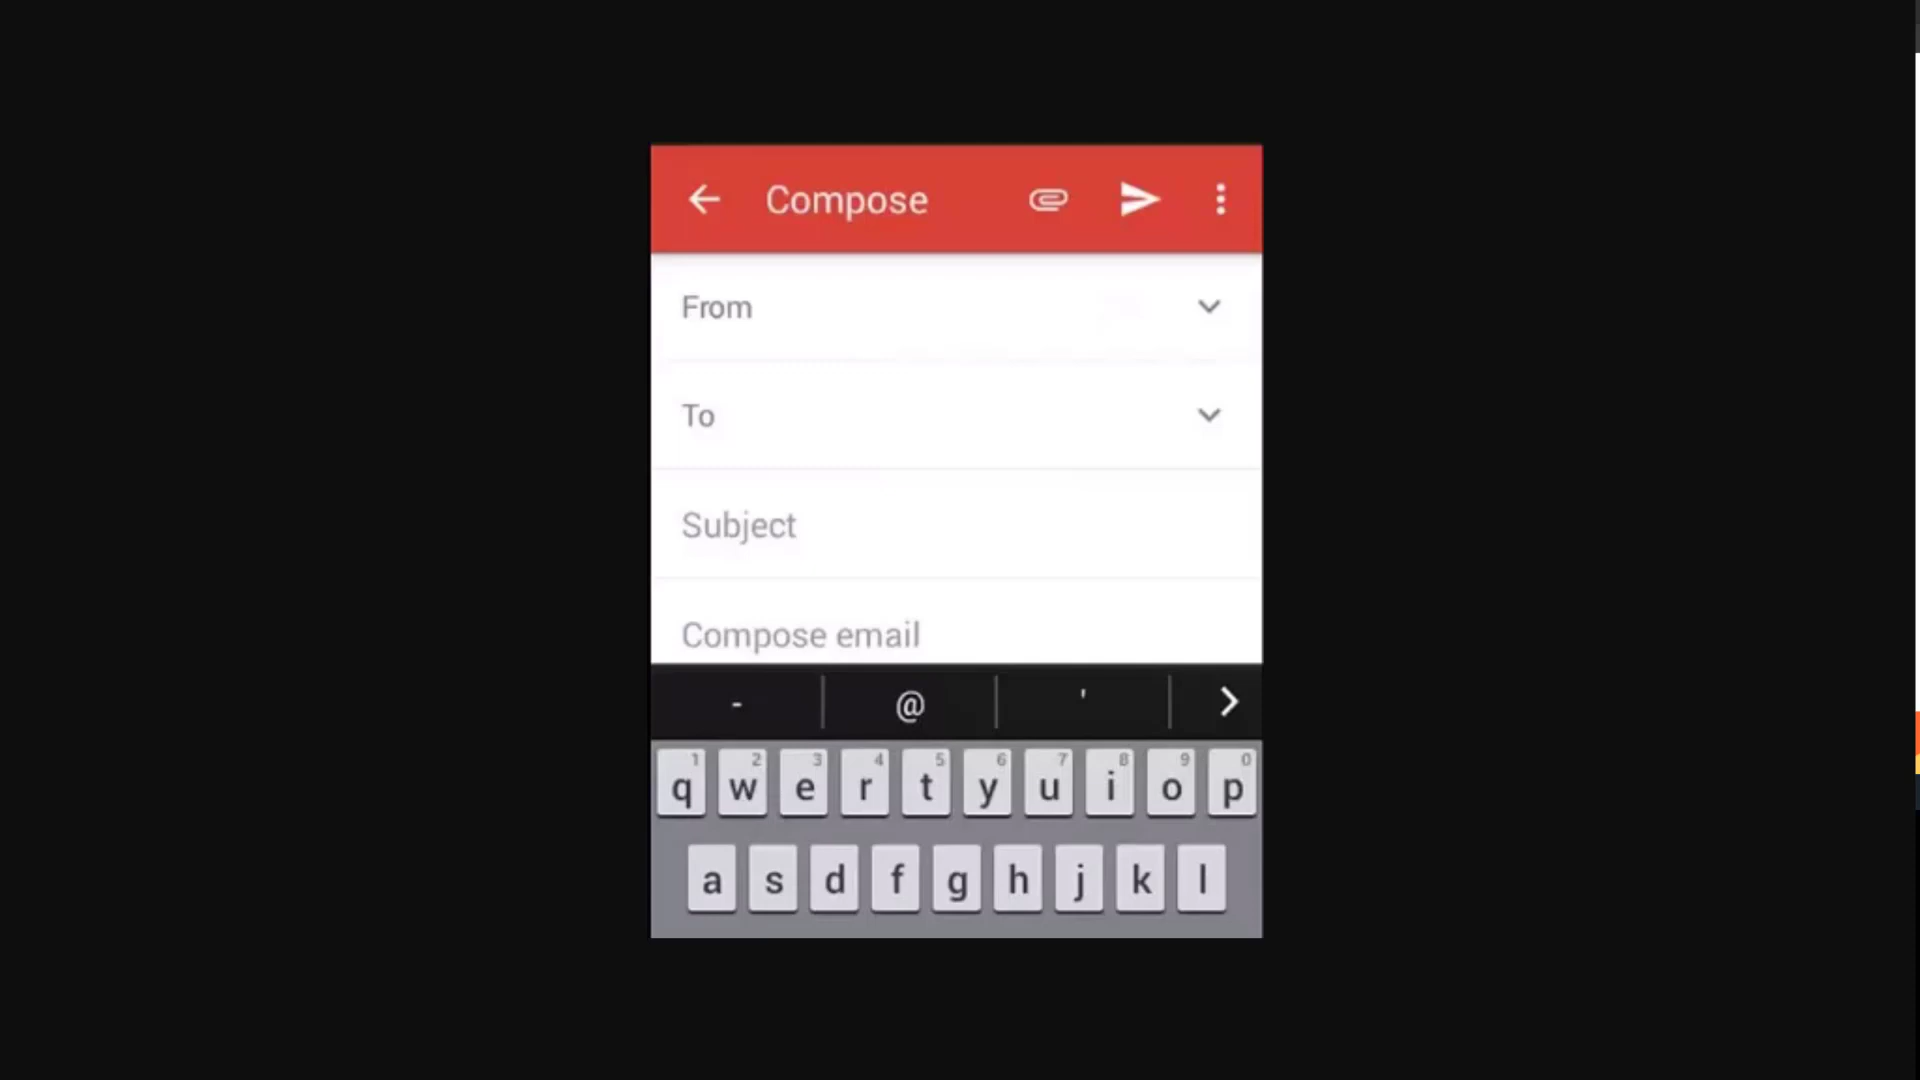 Compose
From
To
Subject
Compose email
- @ '
1 2 3 4 5 6 7 8 9 0
q w e r t y u i o p
a s d f g h j k l